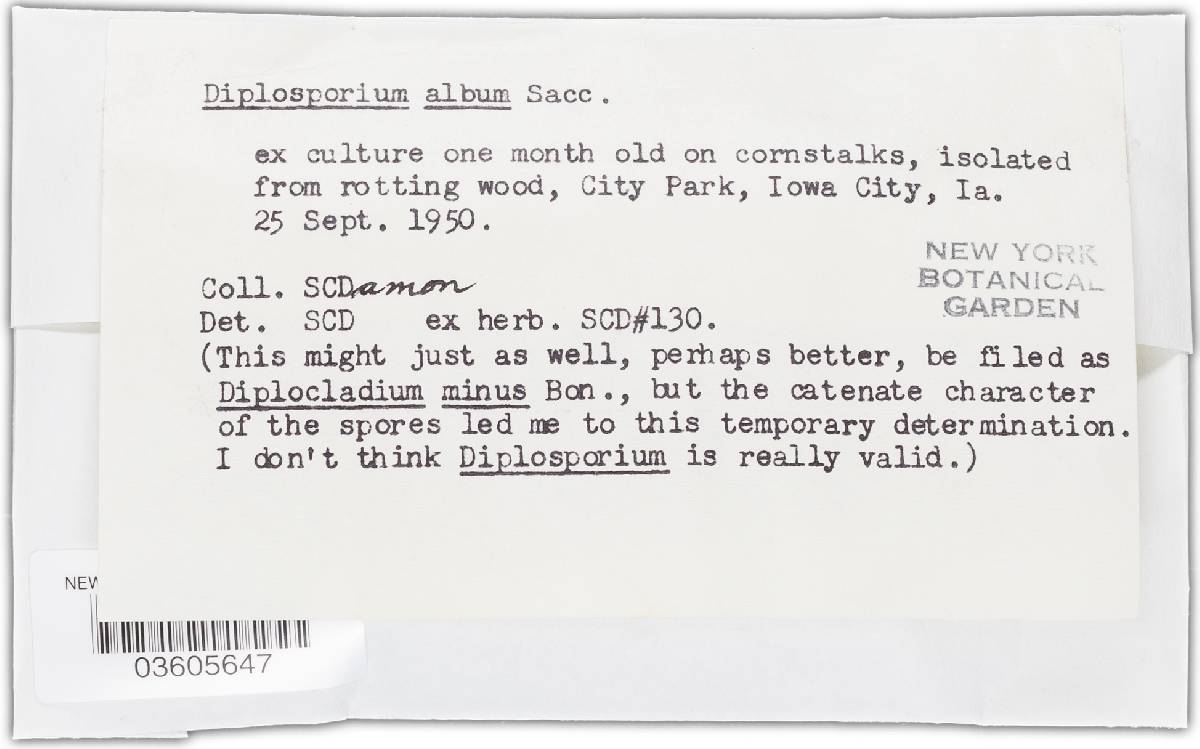 Diplosporium album Sacc.
ex culture one month old on cornstalks, isolated
from rotting wood, City Park, Iowa City, Ia.
25 Sept. 1950.
NEW YORK
BOTANICAL
GARDEN
Coll. SCDamon
Det. SCD ex herb. SCD#130.
(This might just as well, perhaps better, be filed as
Diplocladium minus Bon., but the catenate character
of the spores led me to this temporary determination.
I don't think Diplosporium is really valid.)
NEW
03605647